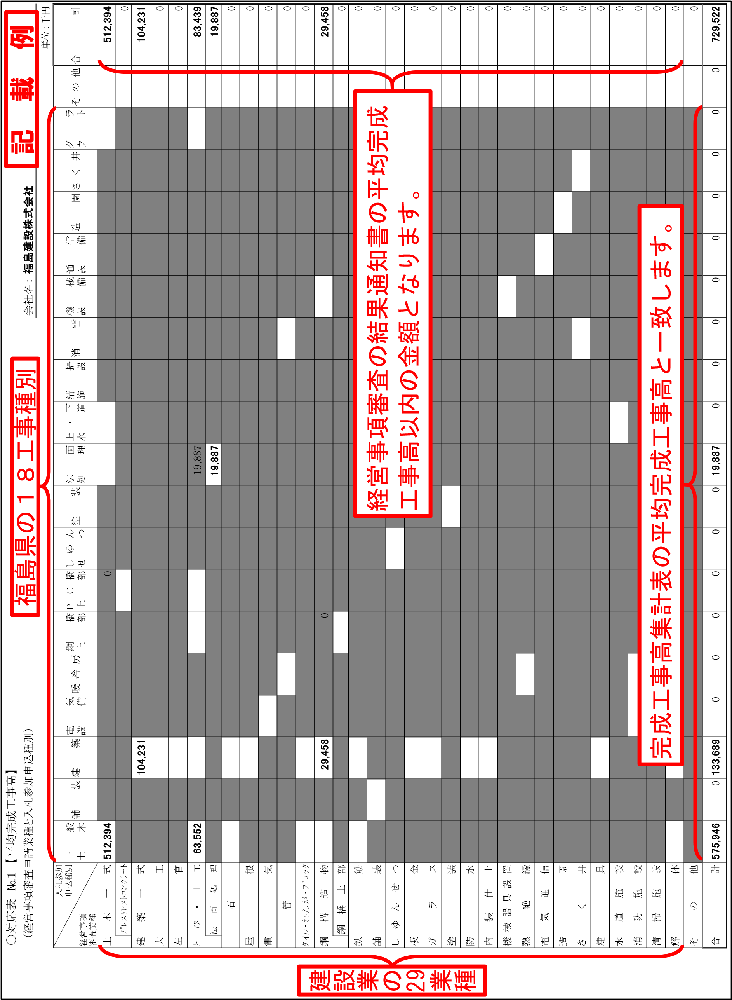 ○対応表 №1 【平均完成工事高】
(経営事項審査申請業種と入札参加申込種別)
福島県の18工事種別
会社名: 福島建設株式会社
記載例
単位:千円
入札参加
申込種別
経営事項
審査業種
一般土木 舗装 建築 電気設備 暖冷房 鋼橋上部 PC橋上部 しゅんせつ 塗装 法面処理 上・下水道 清掃施設 消雪 機械設備 通信設備 造園 さく井 グラウト その他 合計
土木一式 512,394 0 512,394
プレストレストコンクリート 0
建築一式 104,231 104,231
大工 0
左官 0
とび・土工 63,552 19,887 83,439
法面処理 19,887 19,887
石 0
屋根 0
電気 0
管 0
タイル・れんが・ブロック 0
鋼構造物 29,458 0 29,458
鋼橋上部 0
鉄筋 0
舗装 0
しゅんせつ 0
板金 0
ガラス 0
塗装 0
防水 0
内装仕上 0
機械器具設置 0
熱絶縁 0
電気通信 0
造園 0
さく井 0
建具 0
水道施設 0
消防施設 0
清掃施設 0
解体 0
その他 0
合計 575,946 0 133,689 0 0 0 0 0 0 19,887 0 0 0 0 0 0 0 0 0 729,522
建設業の
29業種
経営事項審査の結果通知書の平均完成
工事高以内の金額となります。
完成工事高集計表の平均完成工事高と一致します。